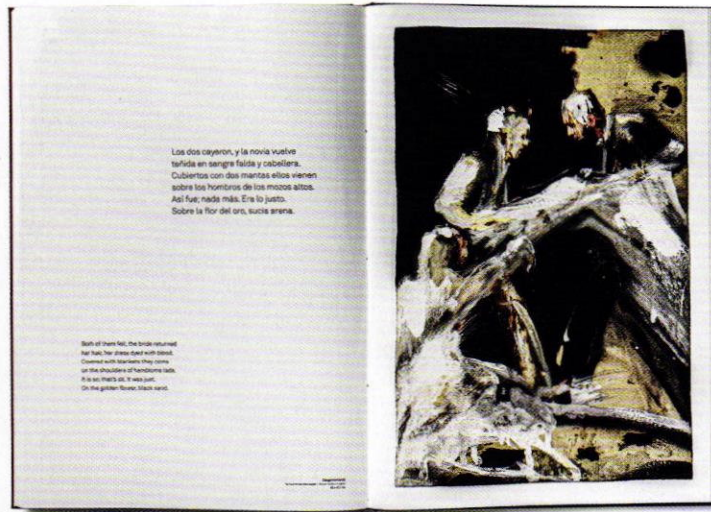 Los dos cayeron, y la novia vuelve
teñida en sangre falda y cabellera.
Cubiertos con dos mantas ellos vienen
sobre los hombros de los mozos altos.
Así fue; nada más. Era lo justo.
Sobre la flor del oro, sucia arena.
Both of them fell, the bride returned
her hair, her dress dyed with blood.
Covered with blankets they come
on the shoulders of handsome lads.
It is so; that's all. It was just.
On the golden flower, black sand.